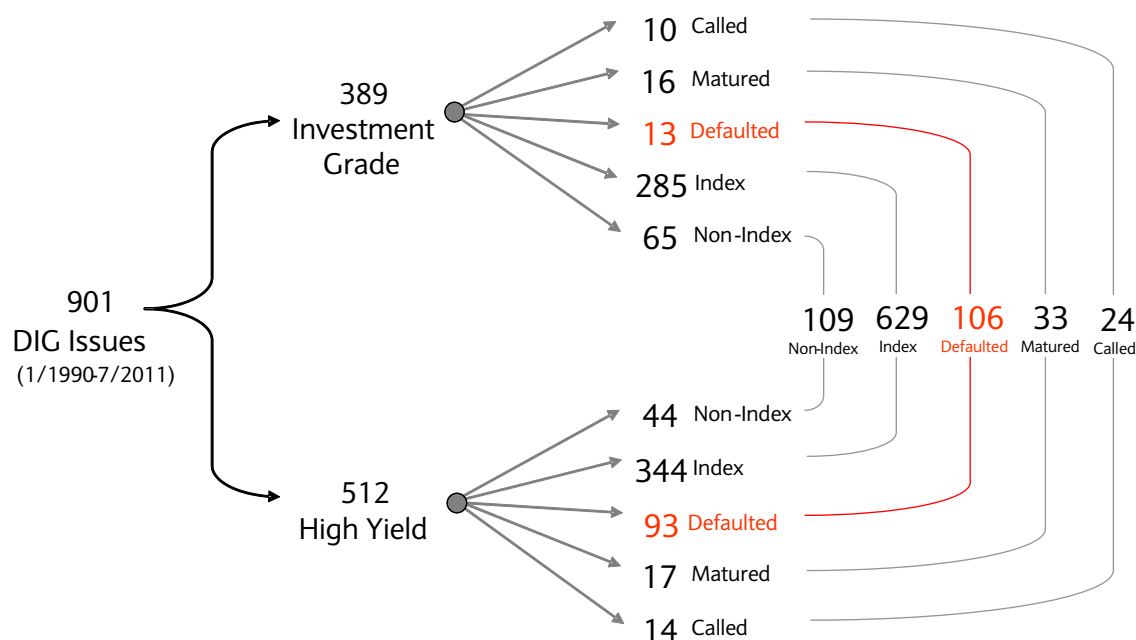 901
DIG Issues
(1/1990-7/2011)
389
Investment
Grade
10 Called
16 Matured
13 Defaulted
285 Index
65 Non-Index
109 629 106 33 24
Non-Index Index Defaulted Matured Called
512
High Yield
44 Non-Index
344 Index
93 Defaulted
17 Matured
14 Called